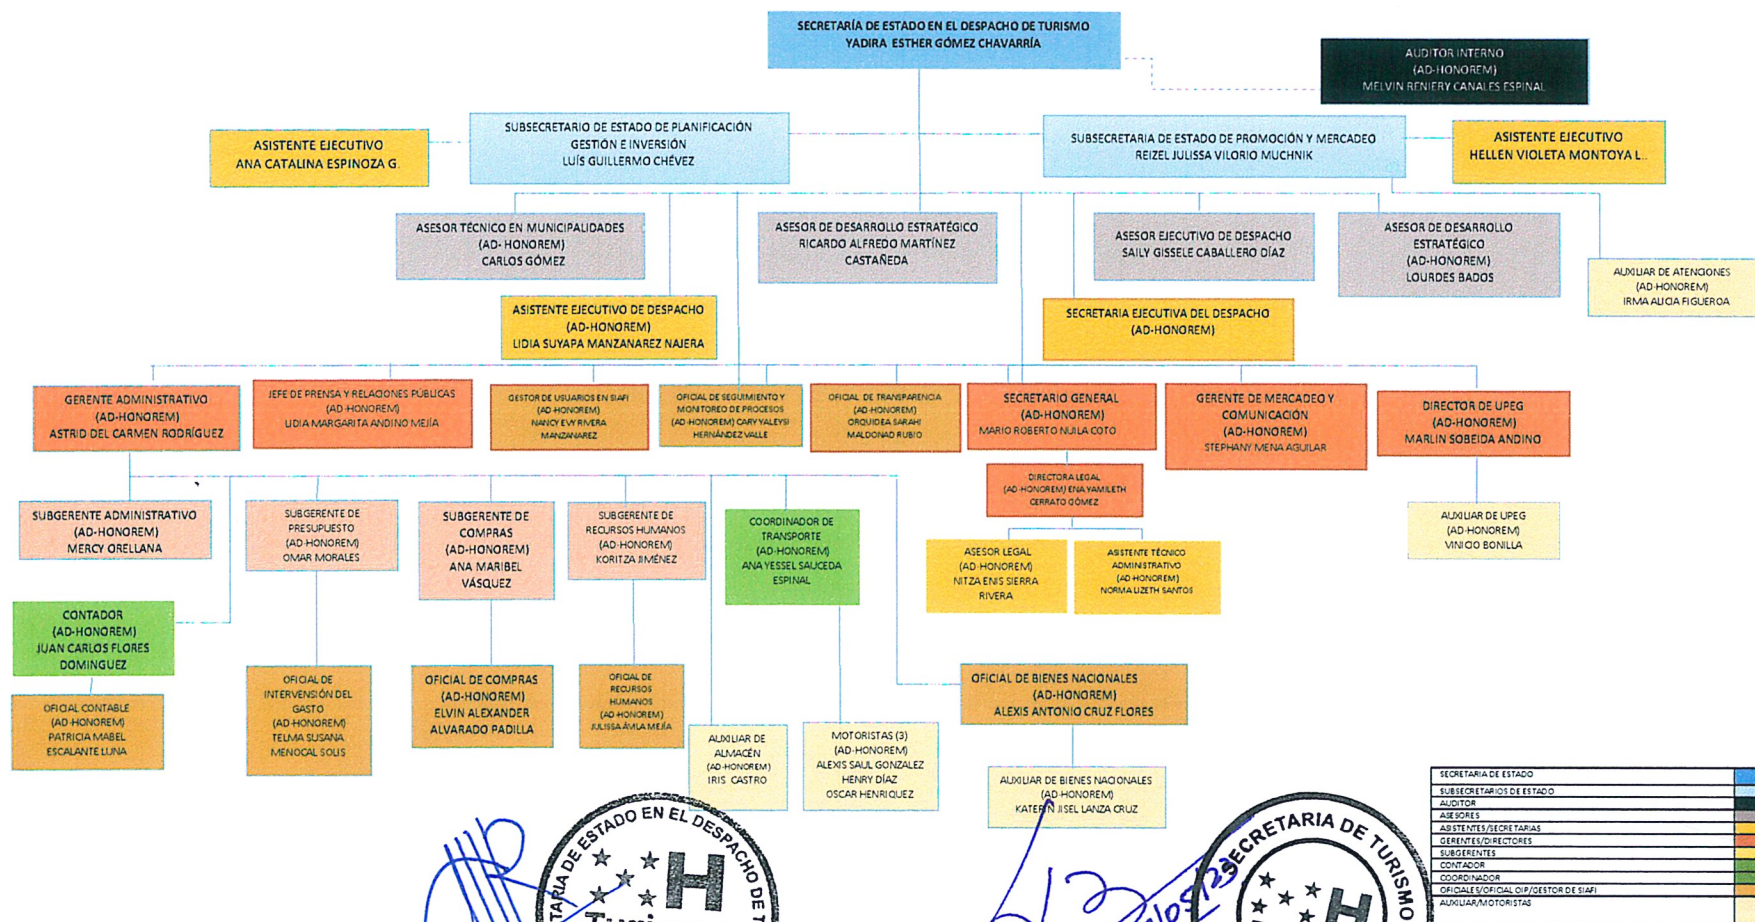 SECRETARÍA DE ESTADO EN EL DESPACHO DE TURISMO
YADIRA ESTHER GÓMEZ CHAVARRÍA
AUDITOR INTERNO
(AD-HONOREM)
MELVIN RENIERY CANALES ESPINAL
ASISTENTE EJECUTIVO
ANA CATALINA ESPINOZA G.
SUBSECRETARIO DE ESTADO DE PLANIFICACIÓN
GESTIÓN E INVERSIÓN
LUÍS GUILLERMO CHÉVEZ
SUBSECRETARIA DE ESTADO DE PROMOCIÓN Y MERCADEO
REIZEL JULISSA VILORIO MUCHNIK
ASISTENTE EJECUTIVO
HELLEN VIOLETA MONTOYA L..
ASESOR TÉCNICO EN MUNICIPALIDADES
(AD- HONOREM)
CARLOS GÓMEZ
ASESOR DE DESARROLLO ESTRATÉGICO
RICARDO ALFREDO MARTÍNEZ
CASTAÑEDA
ASESOR EJECUTIVO DE DESPACHO
SAILY GISSELE CABALLERO DÍAZ
ASESOR DE DESARROLLO
ESTRATÉGICO
(AD-HONOREM)
LOURDES BADOS
AUXILIAR DE ATENCIONES
(AD-HONOREM)
IRMA ALICIA FIGUEROA
ASISTENTE EJECUTIVO DE DESPACHO
(AD-HONOREM)
LIDIA SUYAPA MANZANAREZ NAJERA
SECRETARIA EJECUTIVA DEL DESPACHO
(AD-HONOREM)
GERENTE ADMINISTRATIVO
(AD-HONOREM)
ASTRID DEL CARMEN RODRÍGUEZ
JEFE DE PRENSA Y RELACIONES PÚBLICAS
(AD-HONOREM)
LIDIA MARGARITA ANDINO MEJÍA
GESTOR DE USUARIOS EN SIAFI
(AD-HONOREM)
NANCY EVY RIVERA
MANZANAREZ
OFICIAL DE SEGUIMIENTO Y
MONITOREO DE PROCESOS
(AD-HONOREM) CARY YALEYSI
HERNÁNDEZ VALLE
OFICIAL DE TRANSPARENCIA
(AD-HONOREM)
ORQUIDEA SARAHI
MALDONAD RUBIO
SECRETARIO GENERAL
(AD-HONOREM)
MARIO ROBERTO NUILA COTO
GERENTE DE MERCADEO Y
COMUNICACIÓN
(AD-HONOREM)
STEPHANY MENA AGUILAR
DIRECTOR DE UPEG
(AD-HONOREM)
MARLIN SOBEIDA ANDINO
DIRECTORA LEGAL
(AD-HONOREM) ENA YAMILETH
CERRATO GÓMEZ
SUBGERENTE ADMINISTRATIVO
(AD-HONOREM)
MERCY ORELLANA
SUBGERENTE DE
PRESUPUESTO
(AD-HONOREM)
OMAR MORALES
SUBGERENTE DE
COMPRAS
(AD-HONOREM)
ANA MARIBEL
VÁSQUEZ
SUBGERENTE DE
RECURSOS HUMANOS
(AD-HONOREM)
KORITZA JIMÉNEZ
COORDINADOR DE
TRANSPORTE
(AD-HONOREM)
ANA YESSEL SAUCEDA
ESPINAL
ASESOR LEGAL
(AD-HONOREM)
NITZA ENIS SIERRA
RIVERA
ASISTENTE TÉCNICO
ADMINISTRATIVO
(AD-HONOREM)
NORMA LIZETH SANTOS
AUXILIAR DE UPEG
(AD-HONOREM)
VINICIO BONILLA
CONTADOR
(AD-HONOREM)
JUAN CARLOS FLORES
DOMINGUEZ
OFICIAL CONTABLE
(AD-HONOREM)
PATRICIA MABEL
ESCALANTE LUNA
OFICIAL DE
INTERVENSIÓN DEL
GASTO
(AD-HONOREM)
TELMA SUSANA
MENOCAL SOLIS
OFICIAL DE COMPRAS
(AD-HONOREM)
ELVIN ALEXANDER
ALVARADO PADILLA
OFICIAL DE
RECURSOS
HUMANOS
(AD-HONOREM)
JULISSA ÁVILA MEJÍA
AUXILIAR DE
ALMACÉN
(AD-HONOREM)
IRIS CASTRO
MOTORISTAS (3)
(AD-HONOREM)
ALEXIS SAUL GONZALEZ
HENRY DÍAZ
OSCAR HENRIQUEZ
OFICIAL DE BIENES NACIONALES
(AD-HONOREM)
ALEXIS ANTONIO CRUZ FLORES
AUXILIAR DE BIENES NACIONALES
(AD-HONOREM)
KATERIN JISEL LANZA CRUZ
SECRETARIA DE ESTADO
SUBSECRETARIOS DE ESTADO
AUDITOR
ASESORES
ASISTENTES/SECRETARIAS
GERENTES/DIRECTORES
SUBGERENTES
CONTADOR
COORDINADOR
OFICIALES/OFICIAL OIP/GESTOR DE SIAFI
AUXILIAR/MOTORISTAS
DE ESTADO EN EL DESPACHO DE
H
SECRETARIA DE TURISMO
H